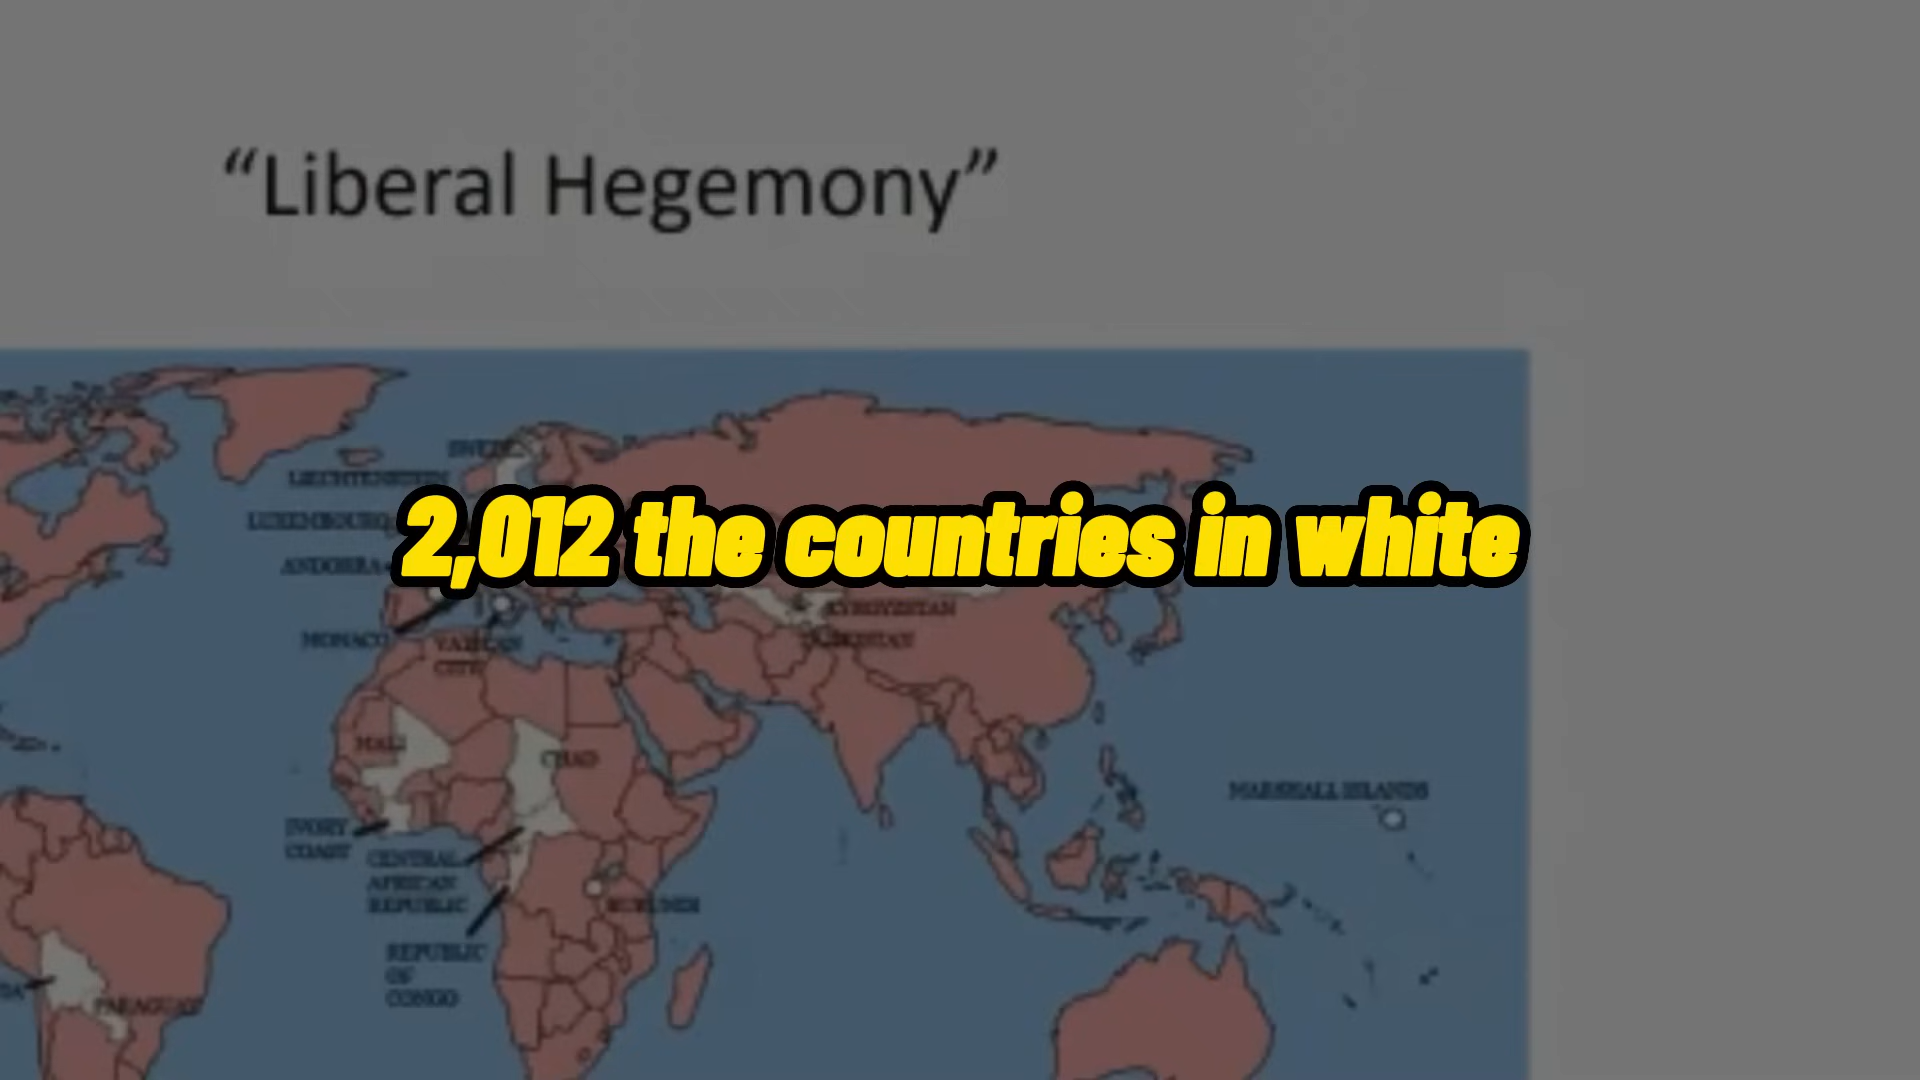 “Liberal Hegemony”
SWEDEN
LIECHTENSTEIN
LUXEMBOURG
2,012 the countries in white
ANDORRA
KYRGYZSTAN
MONACO
VATICAN
CITY
MALI
CHAD
MARSHALL ISLANDS
IVORY
COAST
CENTRAL
AFRICAN
REPUBLIC
BURUNDI
REPUBLIC
OF
CONGO
PARAGUAY